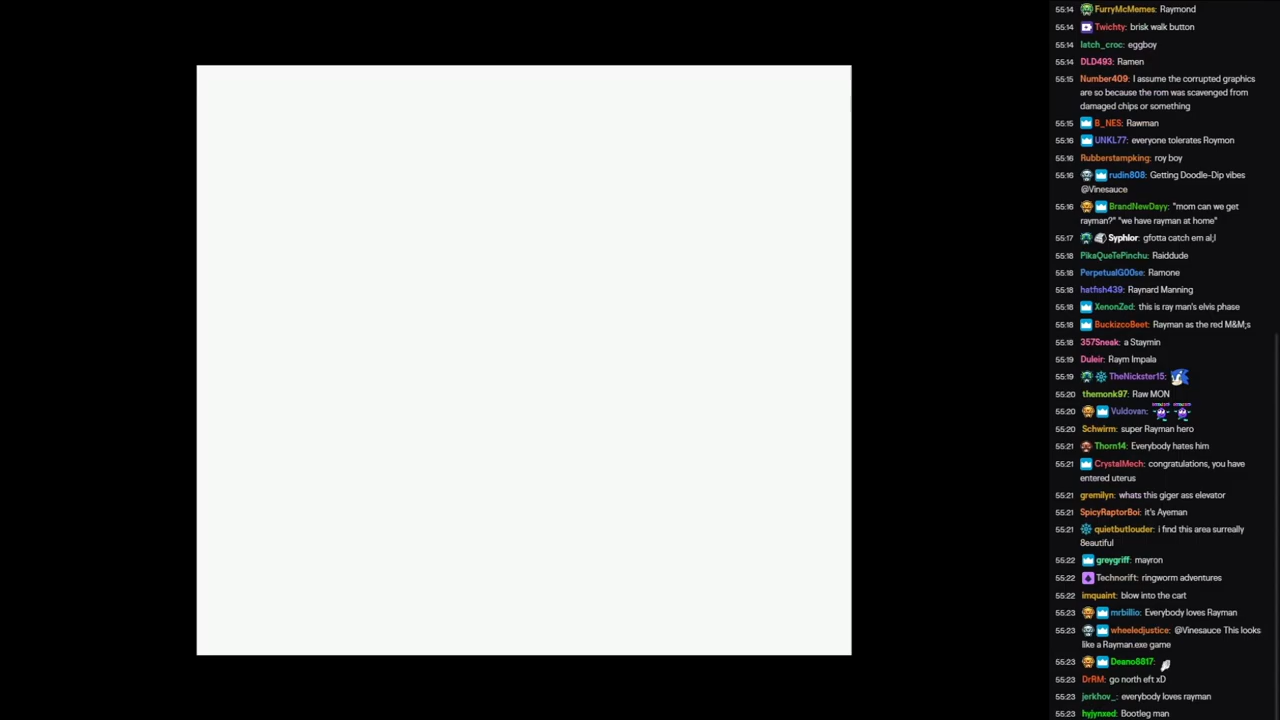 55:14 FurryMcMemes: Raymond
55:14 Twichty: brisk walk button
55:14 latch_croc: eggboy
55:14 DLD493: Ramen
55:15 Number409: I assume the corrupted graphics
are so because the rom was scavenged from
damaged chips or something
55:15 B_NES: Rawman
55:16 UNKL77: everyone tolerates Roymon
55:16 Rubberstampking: roy boy
55:16 rudin808: Getting Doodle-Dip vibes
@Vinesauce
55:16 BrandNewDayy: "mom can we get
rayman?" "we have rayman at home"
55:17 Syphlor: gfotta catch em al;l
55:18 PikaQueTePinchu: Raiddude
55:18 PerpetualG00se: Ramone
55:18 hatfish439: Raynard Manning
55:18 XenonZed: this is ray man's elvis phase
55:18 BuckizcoBeet: Rayman as the red M&M;s
55:18 357Sneak: a Staymin
55:19 Duleir: Raym Impala
55:19 TheNickster15:
55:20 themonk97: Raw MON
55:20 Vuldovan:
55:20 Schwirm: super Rayman hero
55:21 Thorn14: Everybody hates him
55:21 CrystalMech: congratulations, you have
entered uterus
55:21 gremilyn: whats this giger ass elevator
55:21 SpicyRaptorBoi: it's Ayeman
55:21 quietbutlouder: i find this area surreally
8eautiful
55:22 greygriff: mayron
55:22 Technorift: ringworm adventures
55:22 imquaint: blow into the cart
55:23 mrbillio: Everybody loves Rayman
55:23 wheeledjustice: @Vinesauce This looks
like a Rayman.exe game
55:23 Deano8817:
55:23 DrRM: go north eft xD
55:23 jerkhov_: everybody loves rayman
55:23 hyjynxed: Bootleg man